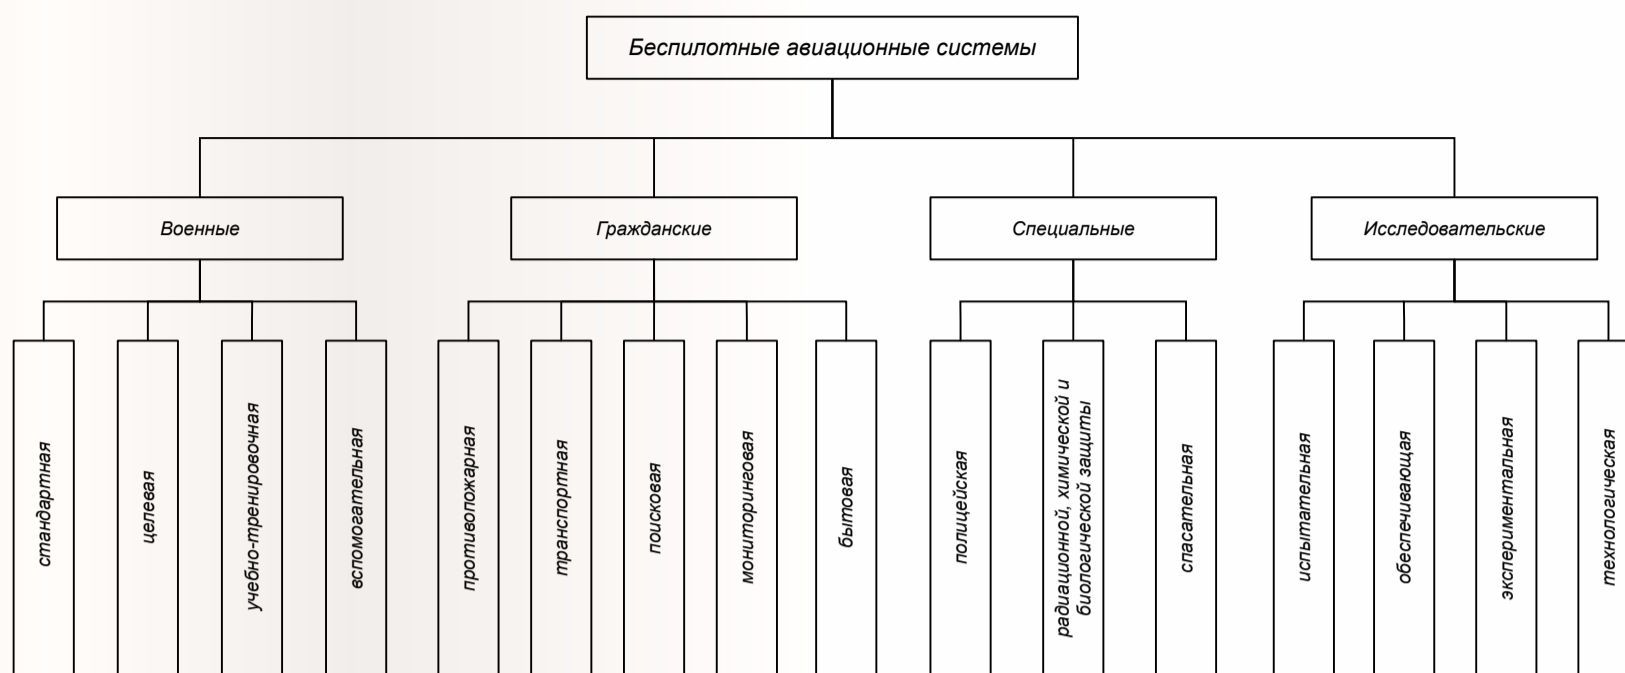 Беспилотные авиационные системы
Военные
Гражданские
Специальные
Исследовательские
стандартная
целевая
учебно-тренировочная
вспомогательная
противопожарная
транспортная
поисковая
мониторинговая
бытовая
полицейская
радиационной, химической и
биологической защиты
спасательная
испытательная
обеспечивающая
экспериментальная
технологическая